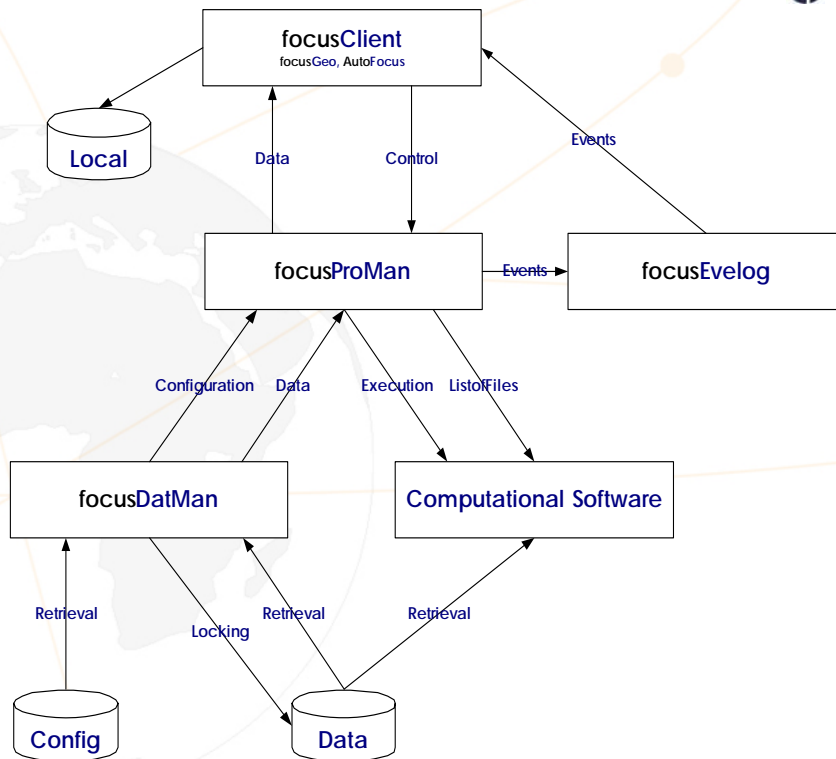 focusClient
focusGeo, AutoFocus
Local
Data
Control
Events
focusProMan
Events
focusEvelog
Configuration
Data
Execution
ListofFiles
focusDatMan
Computational Software
Retrieval
Locking
Retrieval
Retrieval
Config
Data